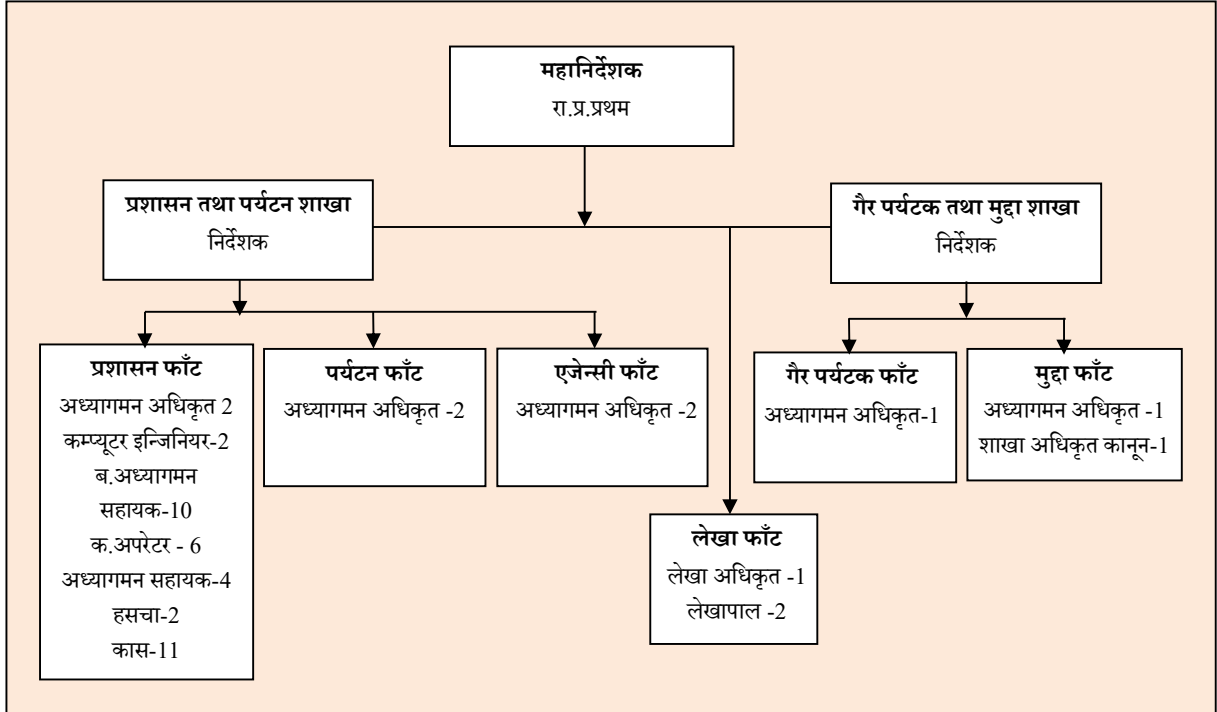 महानिर्देशक
रा.प्र.प्रथम
प्रशासन तथा पर्यटन शाखा
निर्देशक
गैर पर्यटक तथा मुद्दा शाखा
निर्देशक
प्रशासन फाँट
अध्यागमन अधिकृत 2
कम्प्यूटर इन्जिनियर-2
ब.अध्यागमन
सहायक-10
क.अपरेटर - 6
अध्यागमन सहायक-4
हसचा-2
कास-11
पर्यटन फाँट
अध्यागमन अधिकृत -2
एजेन्सी फाँट
अध्यागमन अधिकृत -2
गैर पर्यटक फाँट
अध्यागमन अधिकृत-1
मुद्दा फाँट
अध्यागमन अधिकृत -1
शाखा अधिकृत कानून-1
लेखा फाँट
लेखा अधिकृत -1
लेखापाल -2